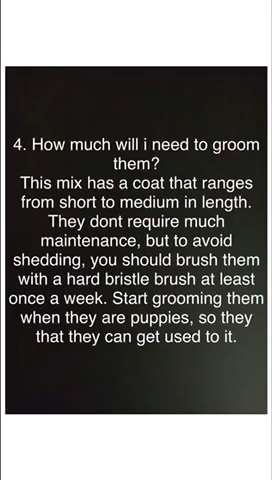 4. How much will i need to groom
them?
This mix has a coat that ranges
from short to medium in length.
They dont require much
maintenance, but to avoid
shedding, you should brush them
with a hard bristle brush at least
once a week. Start grooming them
when they are puppies, so they
that they can get used to it.